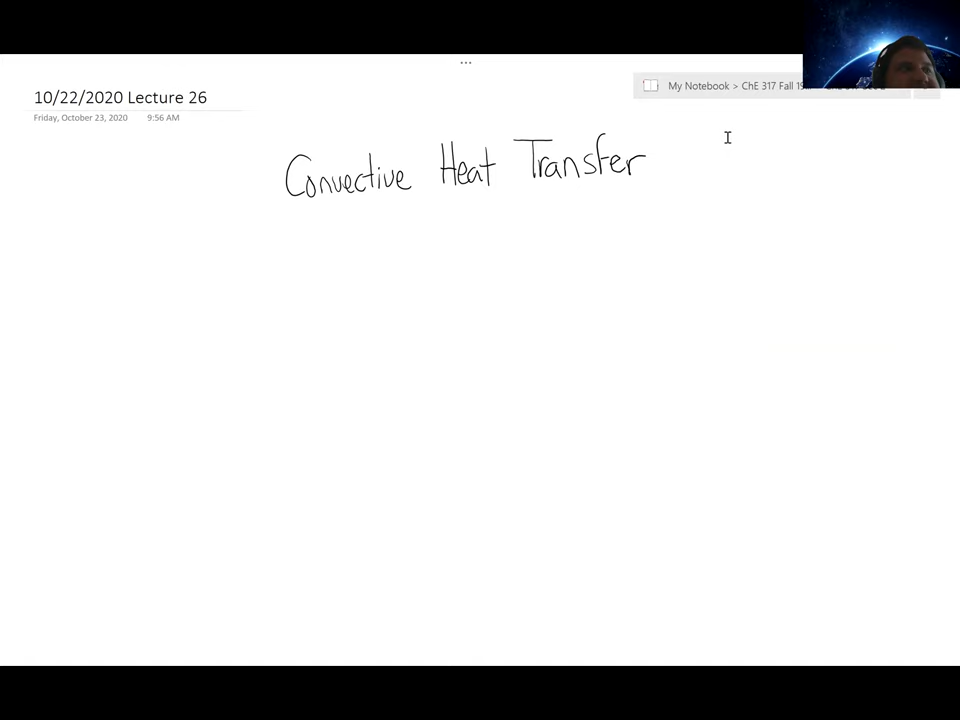 10/22/2020 Lecture 26
Friday, October 23, 2020 9:56 AM
My Notebook > ChE 317 Fall
Convective Heat Transfer